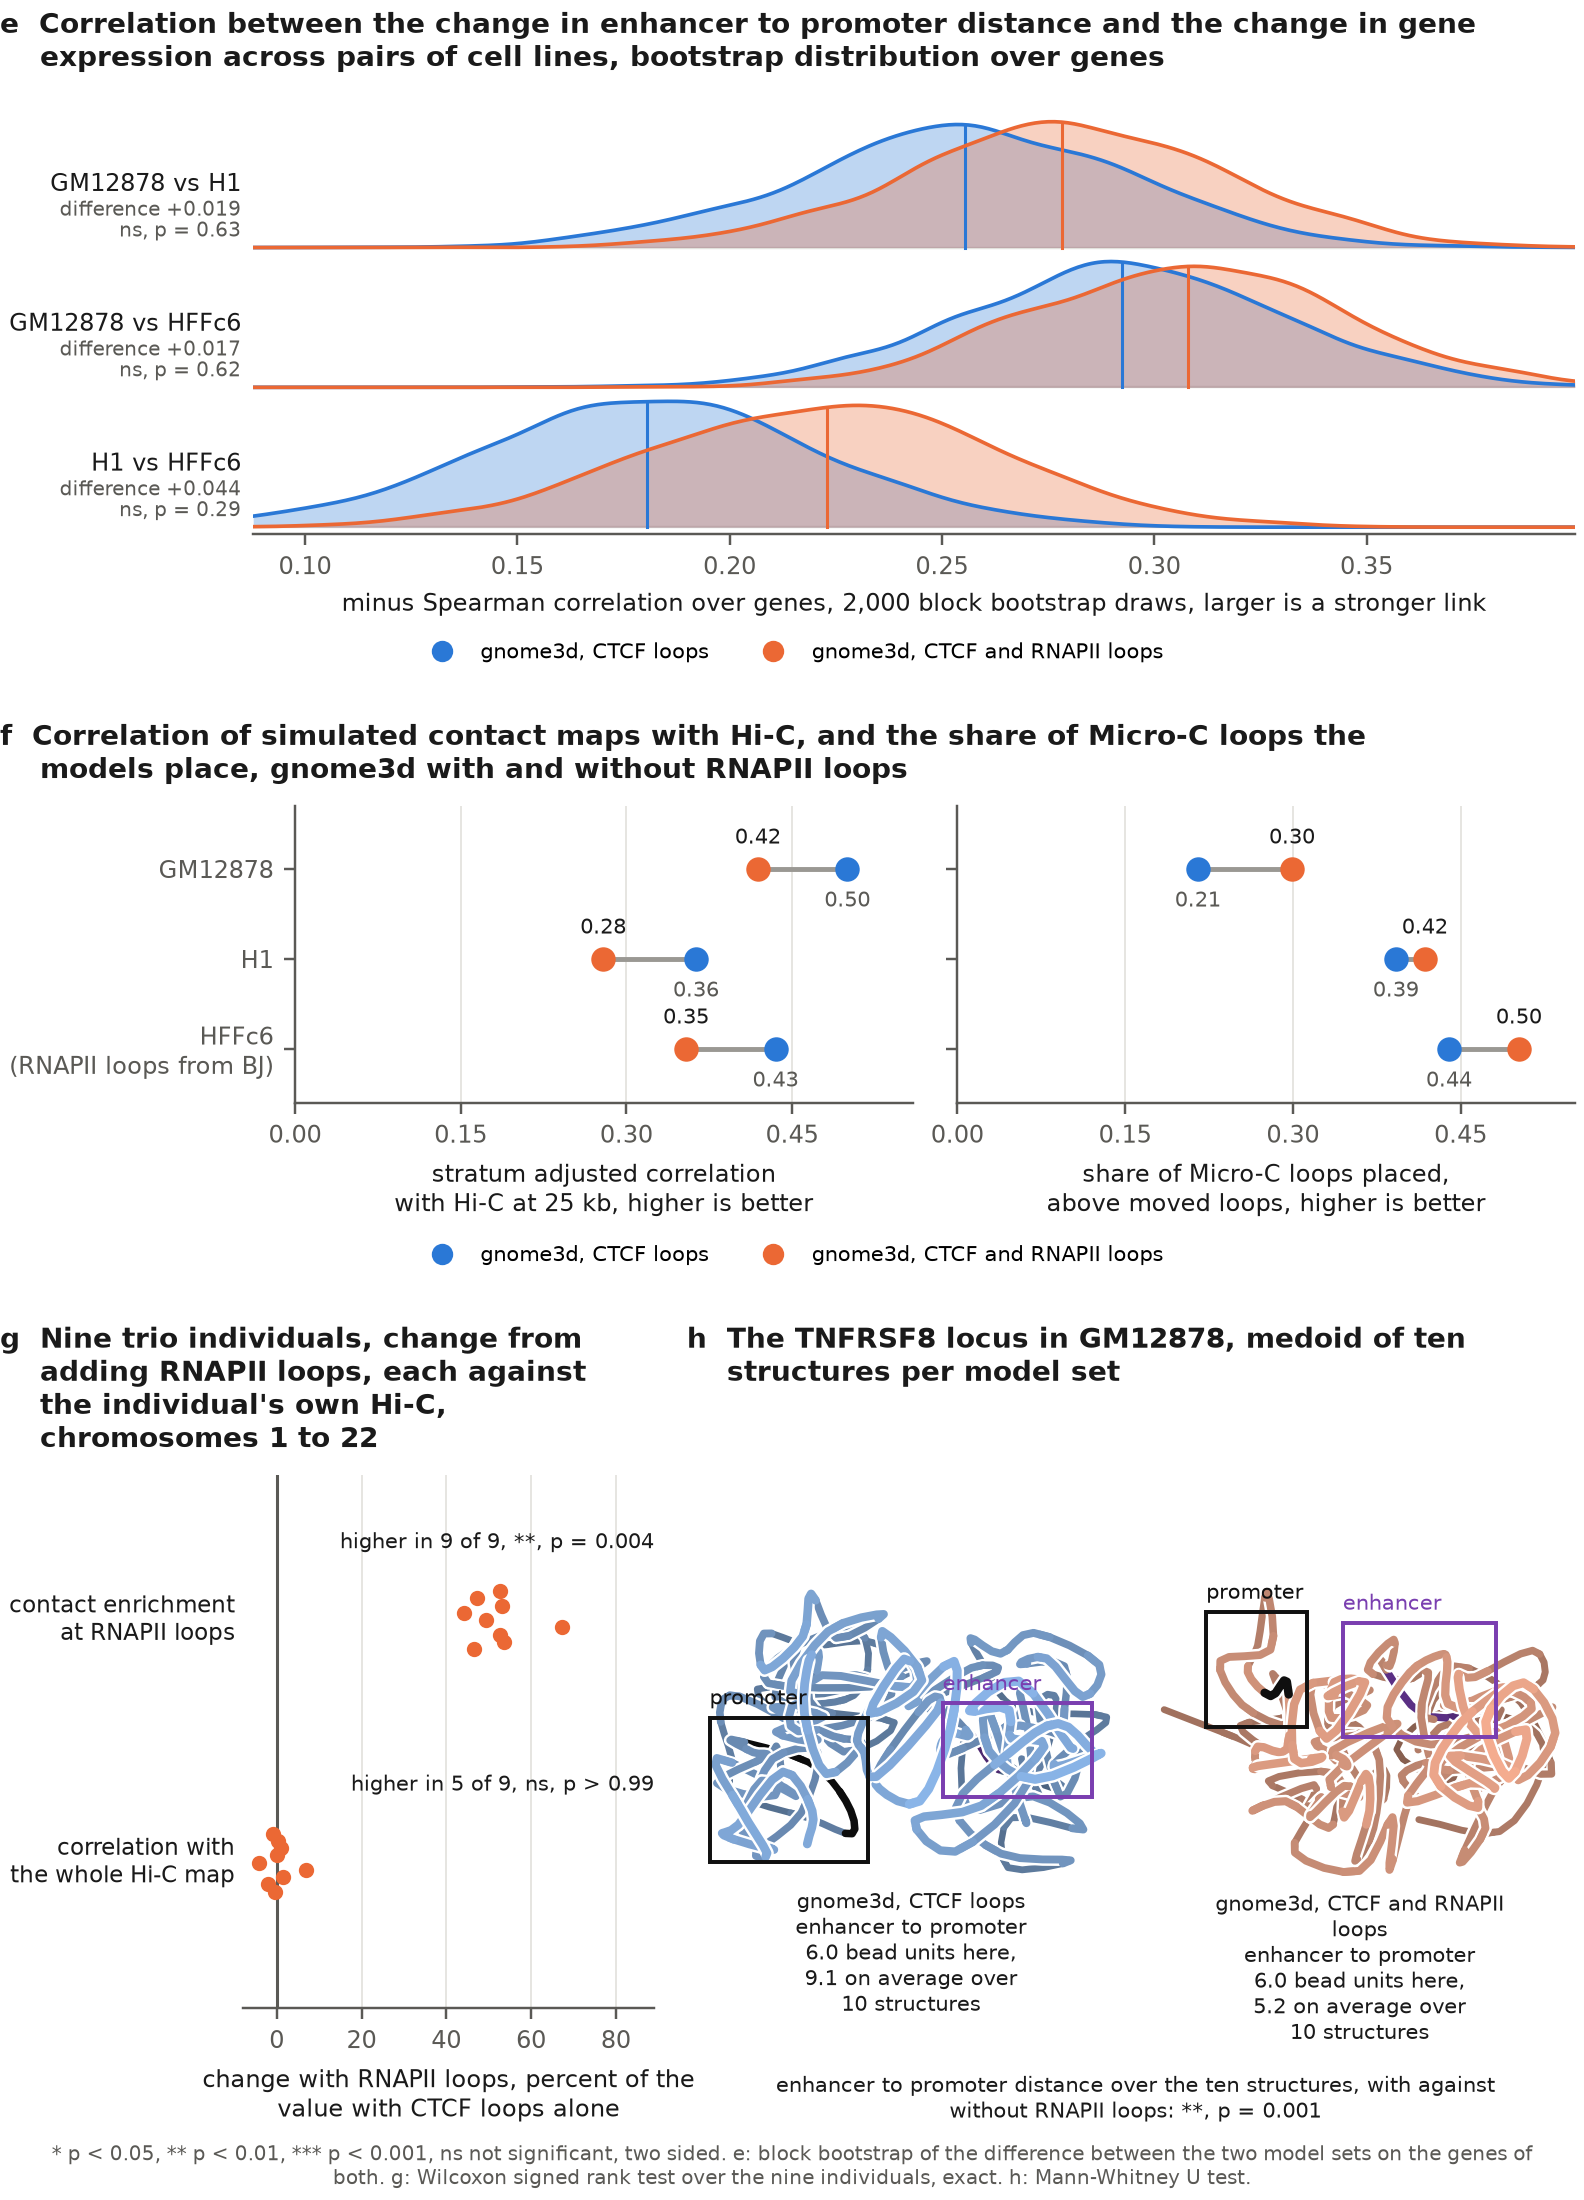 e Correlation between the change in enhancer to promoter distance and the change in gene
expression across pairs of cell lines, bootstrap distribution over genes
GM12878 vs H1
difference +0.019
ns, p = 0.63
GM12878 vs HFFc6
difference +0.017
ns, p = 0.62
H1 vs HFFc6
difference +0.044
ns, p = 0.29
0.10 0.15 0.20 0.25 0.30 0.35
minus Spearman correlation over genes, 2,000 block bootstrap draws, larger is a stronger link
gnome3d, CTCF loops gnome3d, CTCF and RNAPII loops
f Correlation of simulated contact maps with Hi-C, and the share of Micro-C loops the
models place, gnome3d with and without RNAPII loops
0.42 0.30
GM12878
0.50 0.21
0.28 0.42
H1
0.36 0.39
0.35 0.50
HFFc6
(RNAPII loops from BJ)
0.43 0.44
0.00 0.15 0.30 0.45 0.00 0.15 0.30 0.45
stratum adjusted correlation
with Hi-C at 25 kb, higher is better
share of Micro-C loops placed,
above moved loops, higher is better
gnome3d, CTCF loops gnome3d, CTCF and RNAPII loops
g Nine trio individuals, change from
adding RNAPII loops, each against
the individual's own Hi-C,
chromosomes 1 to 22
higher in 9 of 9, **, p = 0.004
contact enrichment
at RNAPII loops
higher in 5 of 9, ns, p > 0.99
correlation with
the whole Hi-C map
0 20 40 60 80
change with RNAPII loops, percent of the
value with CTCF loops alone
h The TNFRSF8 locus in GM12878, medoid of ten
structures per model set
promoter
enhancer
promoter
enhancer
gnome3d, CTCF loops
enhancer to promoter
6.0 bead units here,
9.1 on average over
10 structures
gnome3d, CTCF and RNAPII
loops
enhancer to promoter
6.0 bead units here,
5.2 on average over
10 structures
enhancer to promoter distance over the ten structures, with against
without RNAPII loops: **, p = 0.001
* p < 0.05, ** p < 0.01, *** p < 0.001, ns not significant, two sided. e: block bootstrap of the difference between the two model sets on the genes of
both. g: Wilcoxon signed rank test over the nine individuals, exact. h: Mann-Whitney U test.